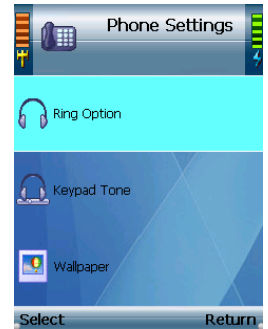 Phone Settings
Ring Option
Keypad Tone
Wallpaper
Select Return